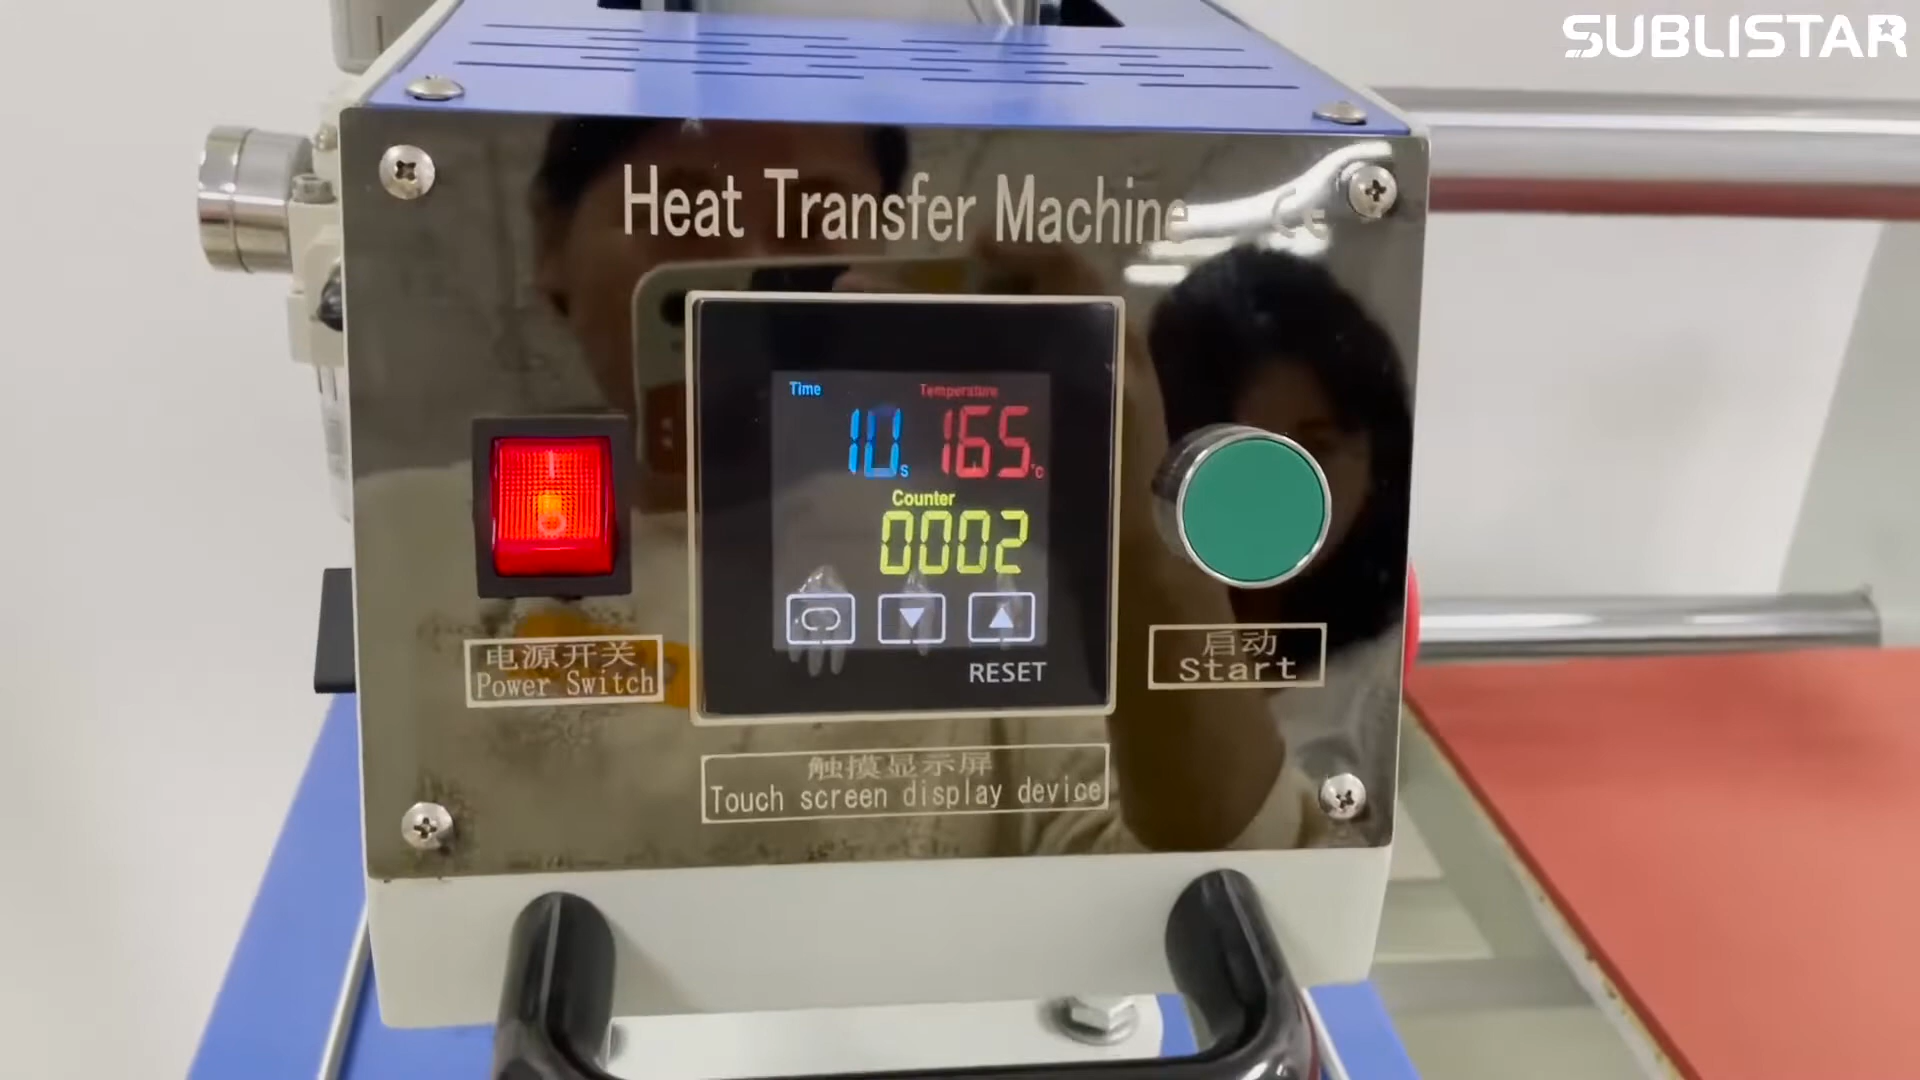 SUBLISTAR
Heat Transfer Machine CE
Time Temperature
10s 165°C
Counter
0002
RESET
电源开关
Power Switch
启动
Start
触摸显示屏
Touch screen display device